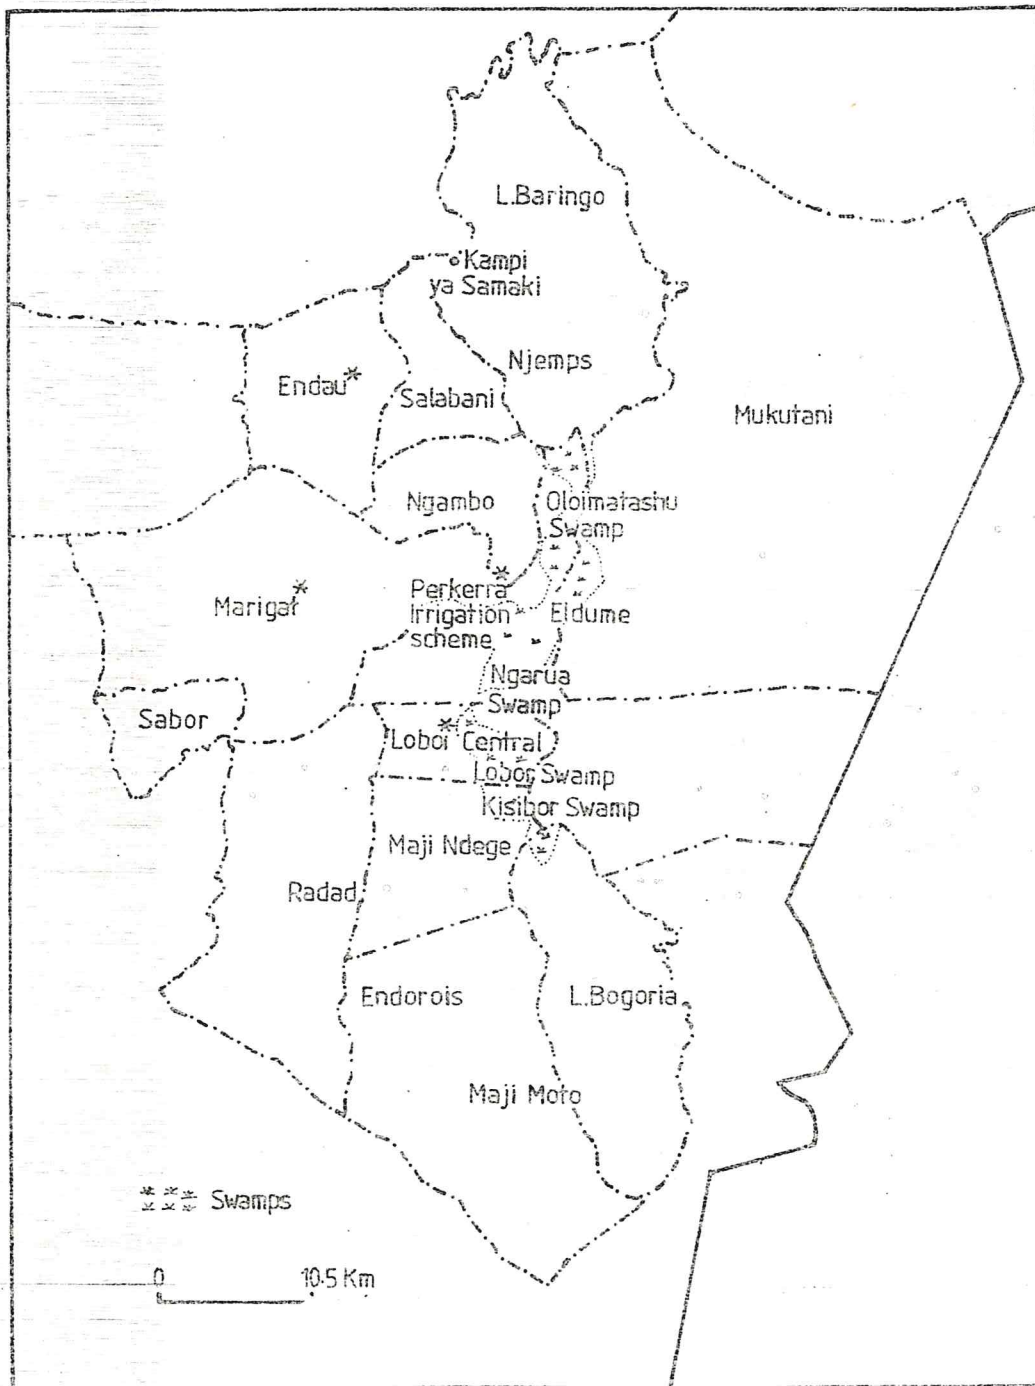 L.Baringo
Kampi
ya Samaki
Njemps
Endau*
Salabani
Mukutani
Ngambo
Oloimatashu
Swamp
Perkerra*
Irrigation
scheme
Marigat*
Eldume
Ngarua
Swamp
Sabor
Loboi* Central
Lobor Swamp
Kisibor Swamp
Maji Ndege
Radad
Endorois
L.Bogoria
Maji Moto
Swamps
0 10.5 Km